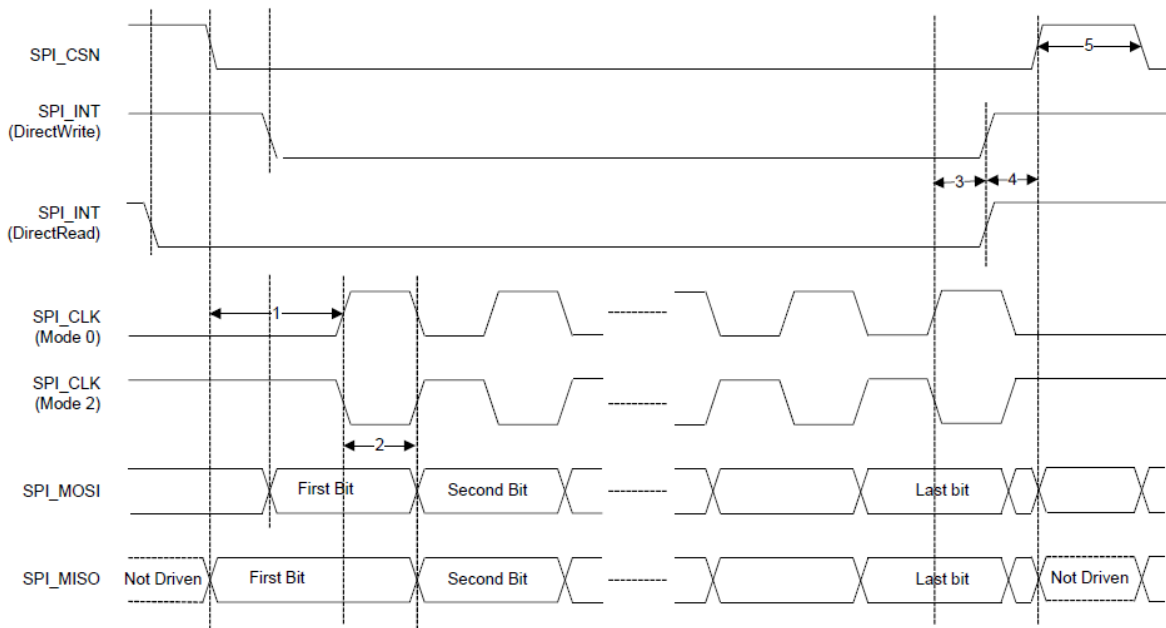 SPI_CSN
5
SPI_INT
(DirectWrite)
3
4
SPI_INT
(DirectRead)
1
SPI_CLK
(Mode 0)
SPI_CLK
(Mode 2)
2
SPI_MOSI
First Bit
Second Bit
Last bit
SPI_MISO
Not Driven
First Bit
Second Bit
Last bit
Not Driven